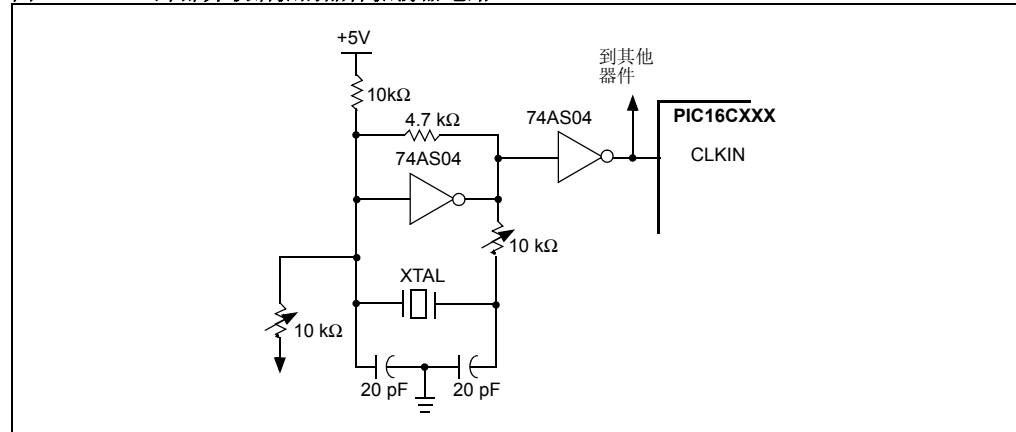 +5V
10kΩ
4.7 kΩ
74AS04
10 kΩ
XTAL
10 kΩ
20 pF
20 pF
74AS04
到其他
器件
PIC16CXXX
CLKIN